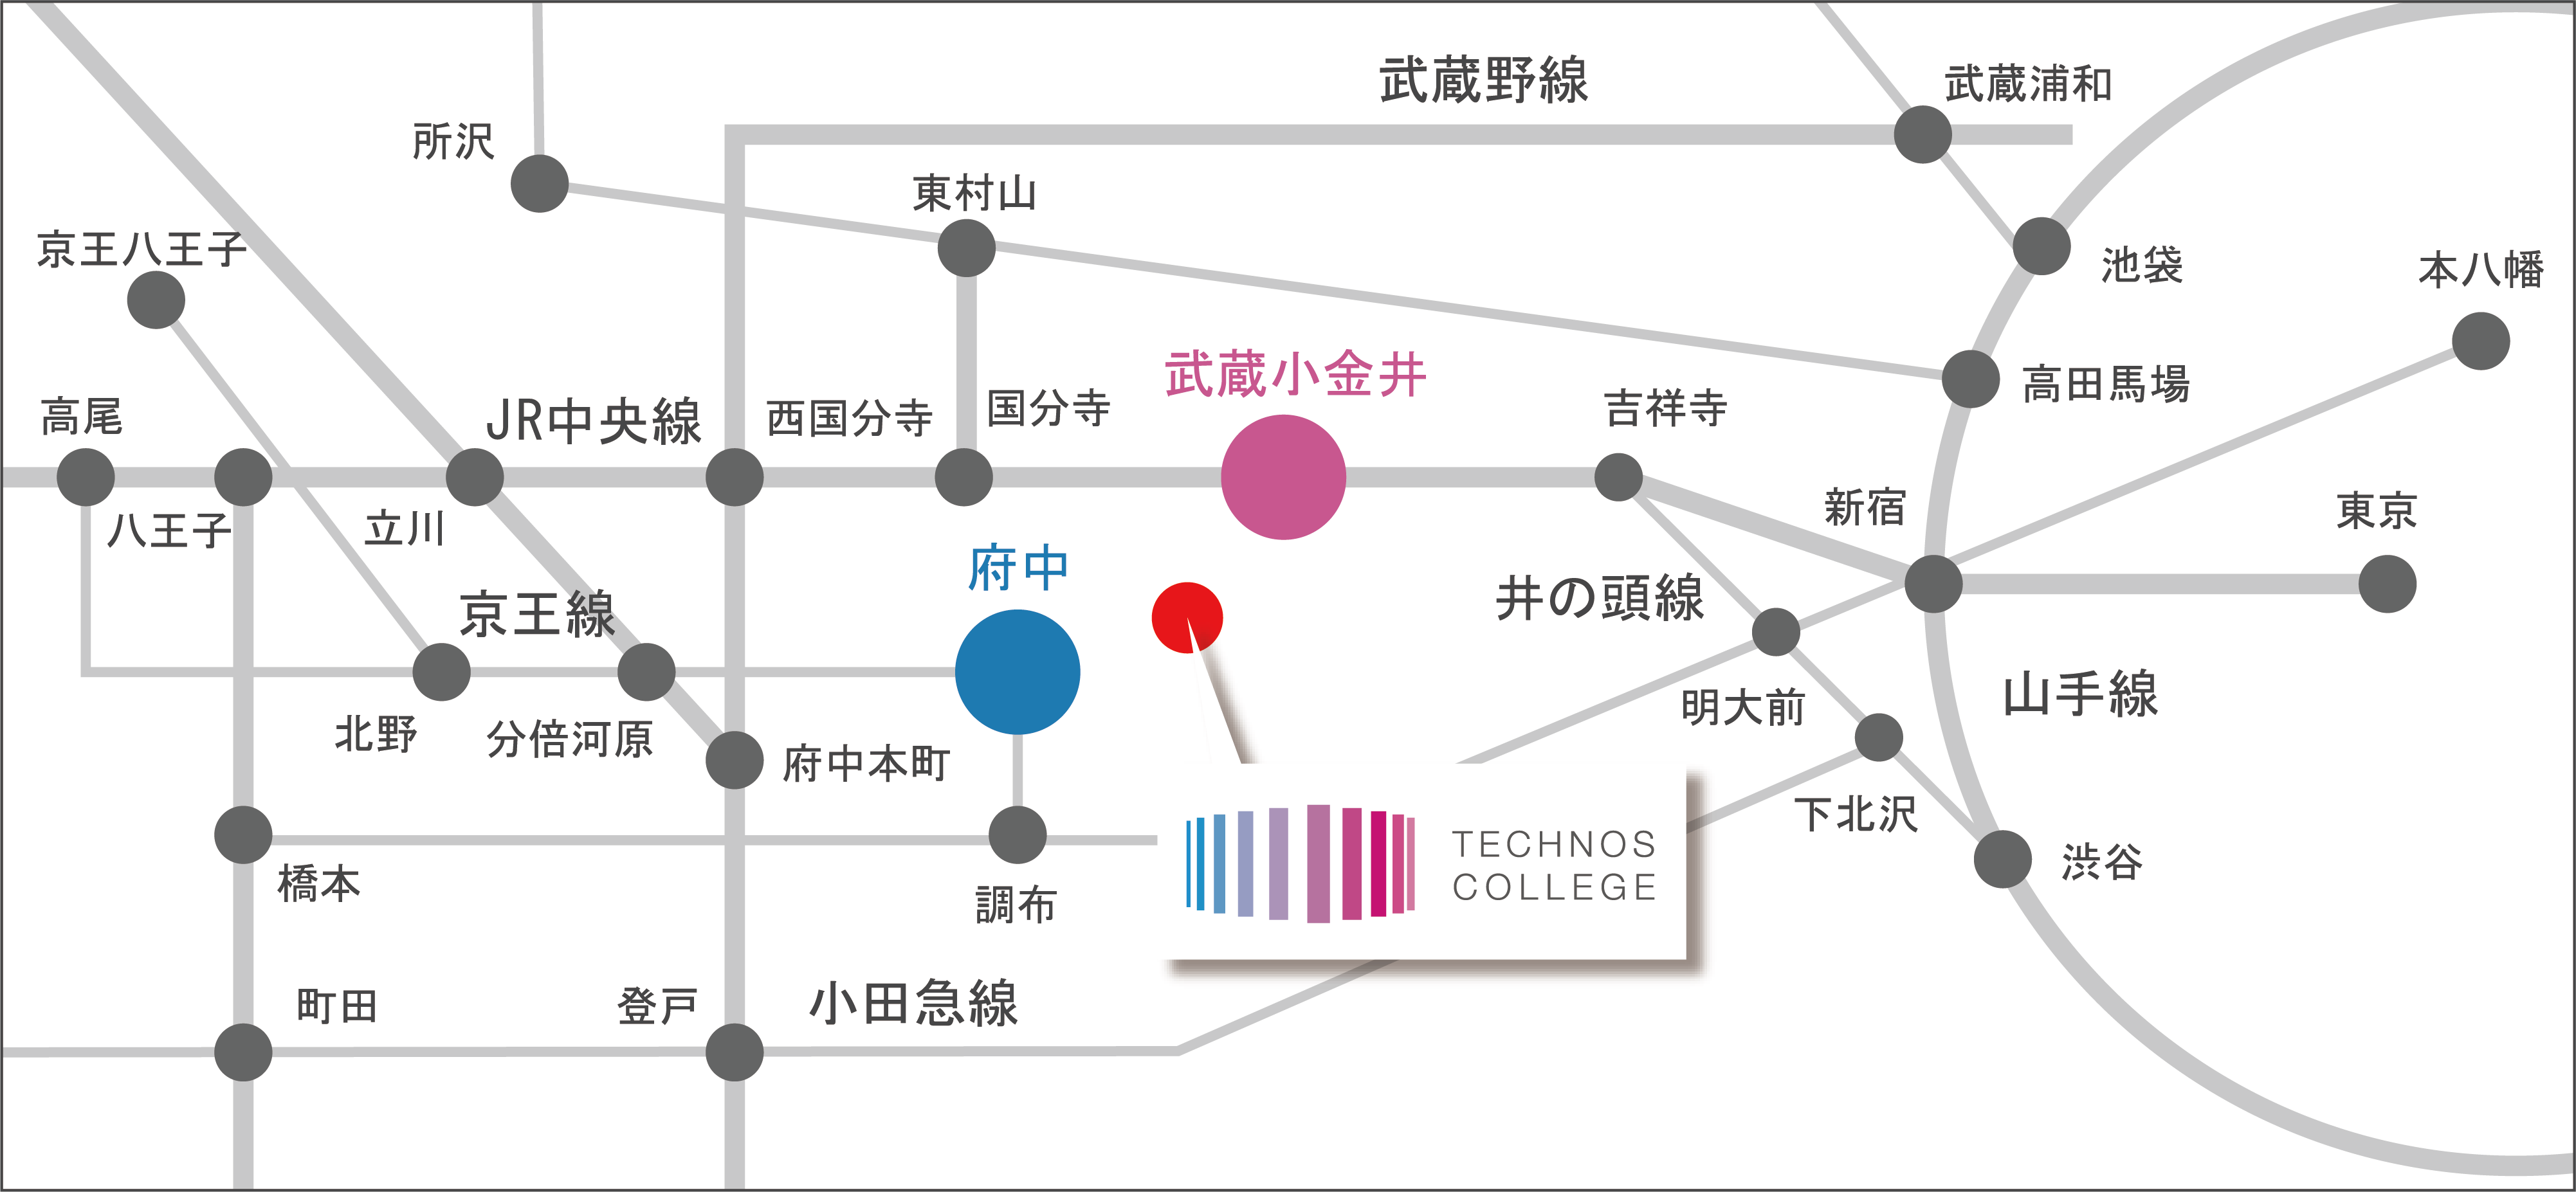 武蔵野線
武蔵浦和
所沢
東村山
京王八王子
池袋
本八幡
武蔵小金井
高田馬場
高尾
JR中央線
西国分寺
国分寺
吉祥寺
新宿
東京
八王子
立川
府中
京王線
井の頭線
山手線
明大前
北野
分倍河原
府中本町
下北沢
TECHNOS
COLLEGE
渋谷
橋本
調布
町田
登戸
小田急線